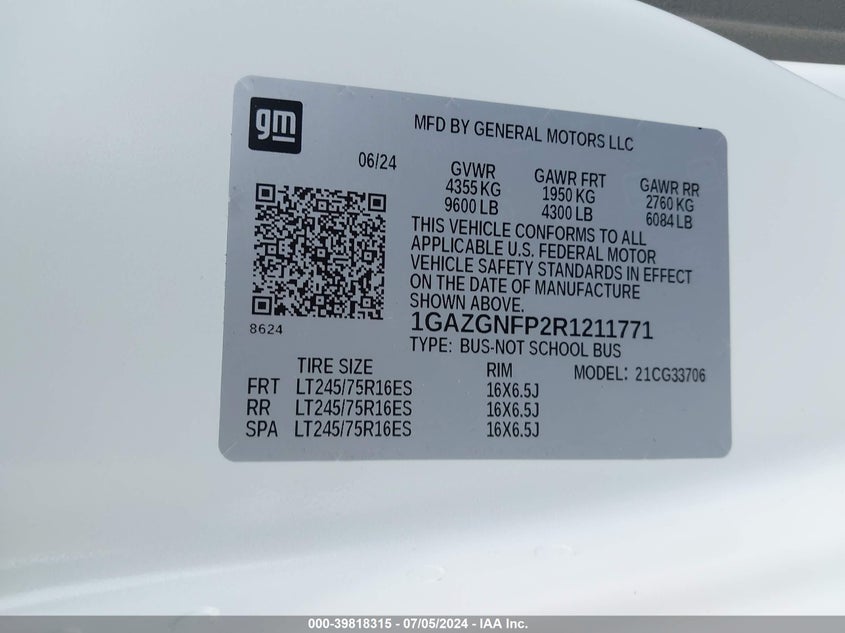 gm
MFD BY GENERAL MOTORS LLC
06/24
GVWR GAWR FRT GAWR RR
4355 KG 1950 KG 2760 KG
9600 LB 4300 LB 6084 LB
THIS VEHICLE CONFORMS TO ALL
APPLICABLE U.S. FEDERAL MOTOR
VEHICLE SAFETY STANDARDS IN EFFECT
ON THE DATE OF MANUFACTURE
SHOWN ABOVE.
8624
1GAZGNFP2R1211771
TYPE: BUS-NOT SCHOOL BUS
TIRE SIZE RIM MODEL: 21CG33706
FRT LT245/75R16ES 16X6.5J
RR LT245/75R16ES 16X6.5J
SPA LT245/75R16ES 16X6.5J
000-39818315 - 07/05/2024 - IAA Inc.